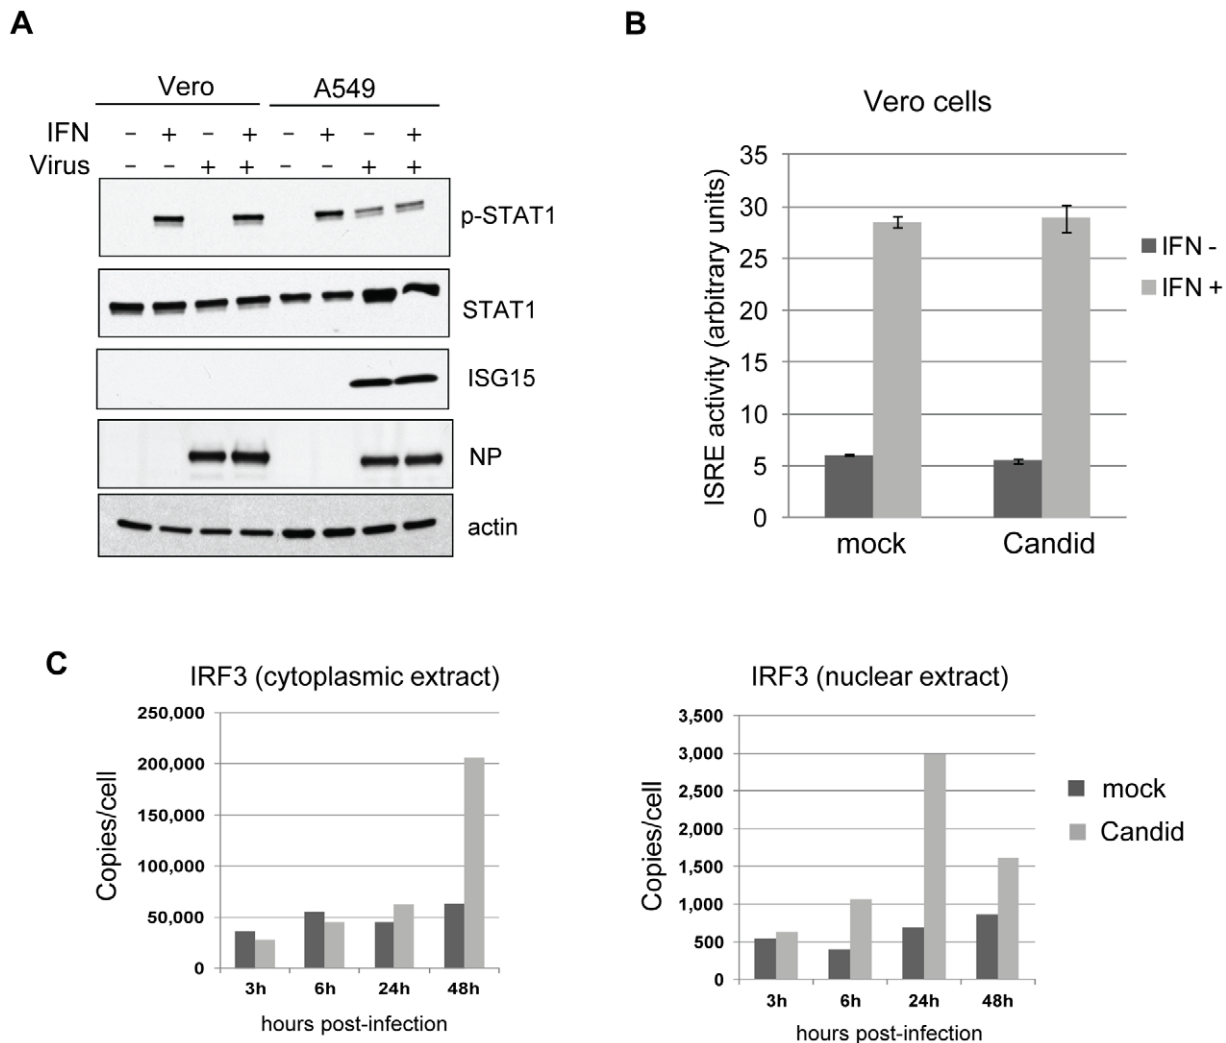 A
Vero A549
IFN – + – + – + – +
Virus – – + + – – + +
p-STAT1
STAT1
ISG15
NP
actin
B
Vero cells
ISRE activity (arbitrary units)
35
30
25
20
15
10
5
0
mock Candid
IFN -
IFN +
C
IRF3 (cytoplasmic extract)
Copies/cell
250,000
200,000
150,000
100,000
50,000
0
3h 6h 24h 48h
hours post-infection
IRF3 (nuclear extract)
Copies/cell
3,500
3,000
2,500
2,000
1,500
1,000
500
0
3h 6h 24h 48h
hours post-infection
mock
Candid